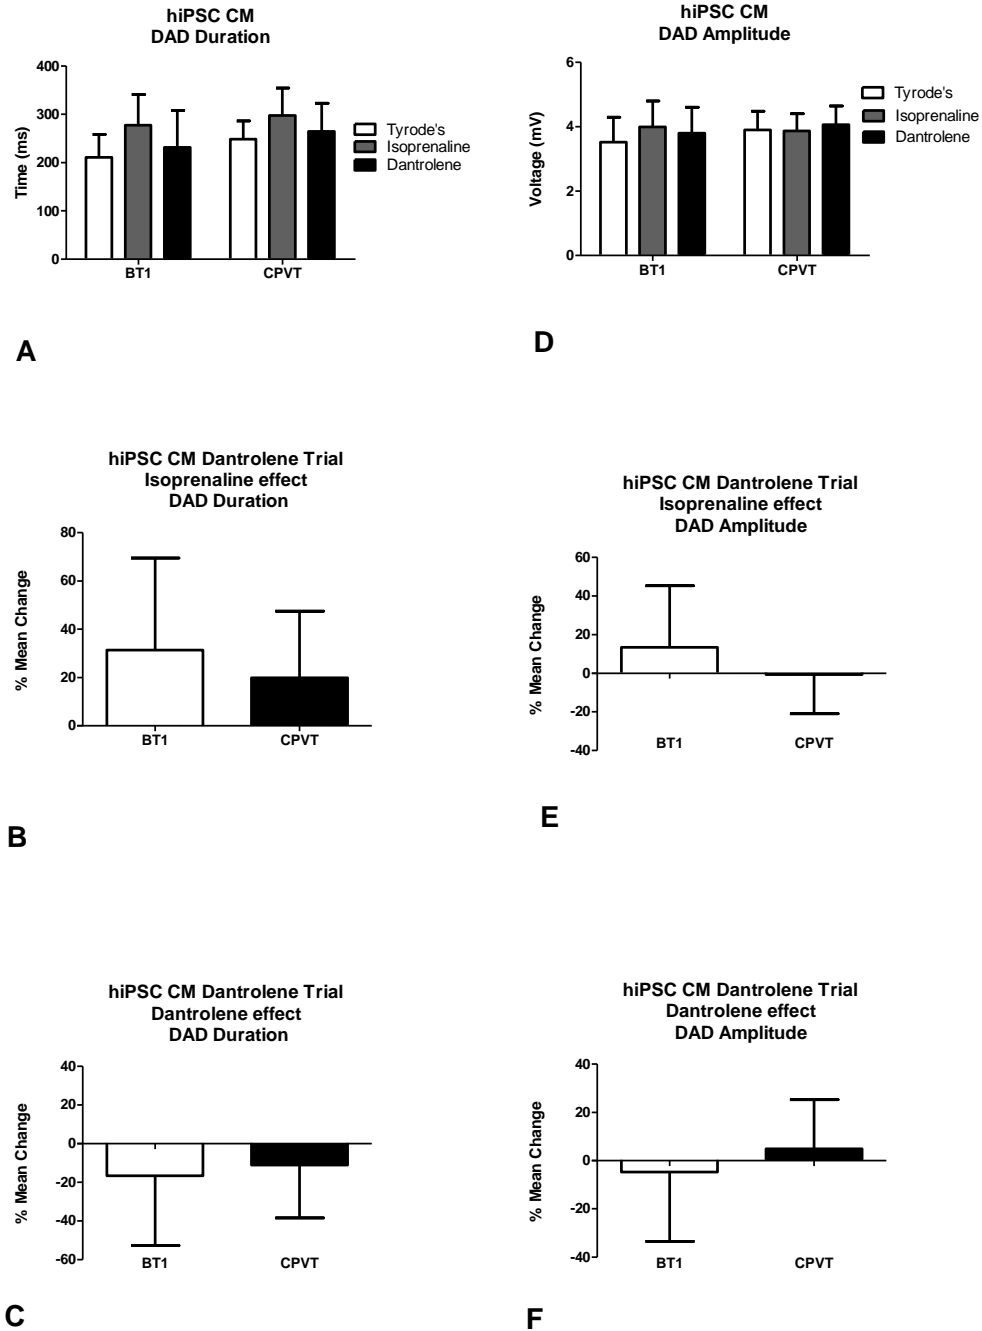 hiPSC CM
DAD Duration
400
300
200
100
0
Time (ms)
BT1
CPVT
Tyrode's
Isoprenaline
Dantrolene
A
hiPSC CM
DAD Amplitude
6
4
2
0
Voltage (mV)
BT1
CPVT
Tyrode's
Isoprenaline
Dantrolene
D
hiPSC CM Dantrolene Trial
Isoprenaline effect
DAD Duration
80
60
40
20
0
% Mean Change
BT1
CPVT
B
hiPSC CM Dantrolene Trial
Isoprenaline effect
DAD Amplitude
60
40
20
0
-20
-40
% Mean Change
BT1
CPVT
E
hiPSC CM Dantrolene Trial
Dantrolene effect
DAD Duration
40
20
0
-20
-40
-60
% Mean Change
BT1
CPVT
C
hiPSC CM Dantrolene Trial
Dantrolene effect
DAD Amplitude
40
20
0
-20
-40
% Mean Change
BT1
CPVT
F